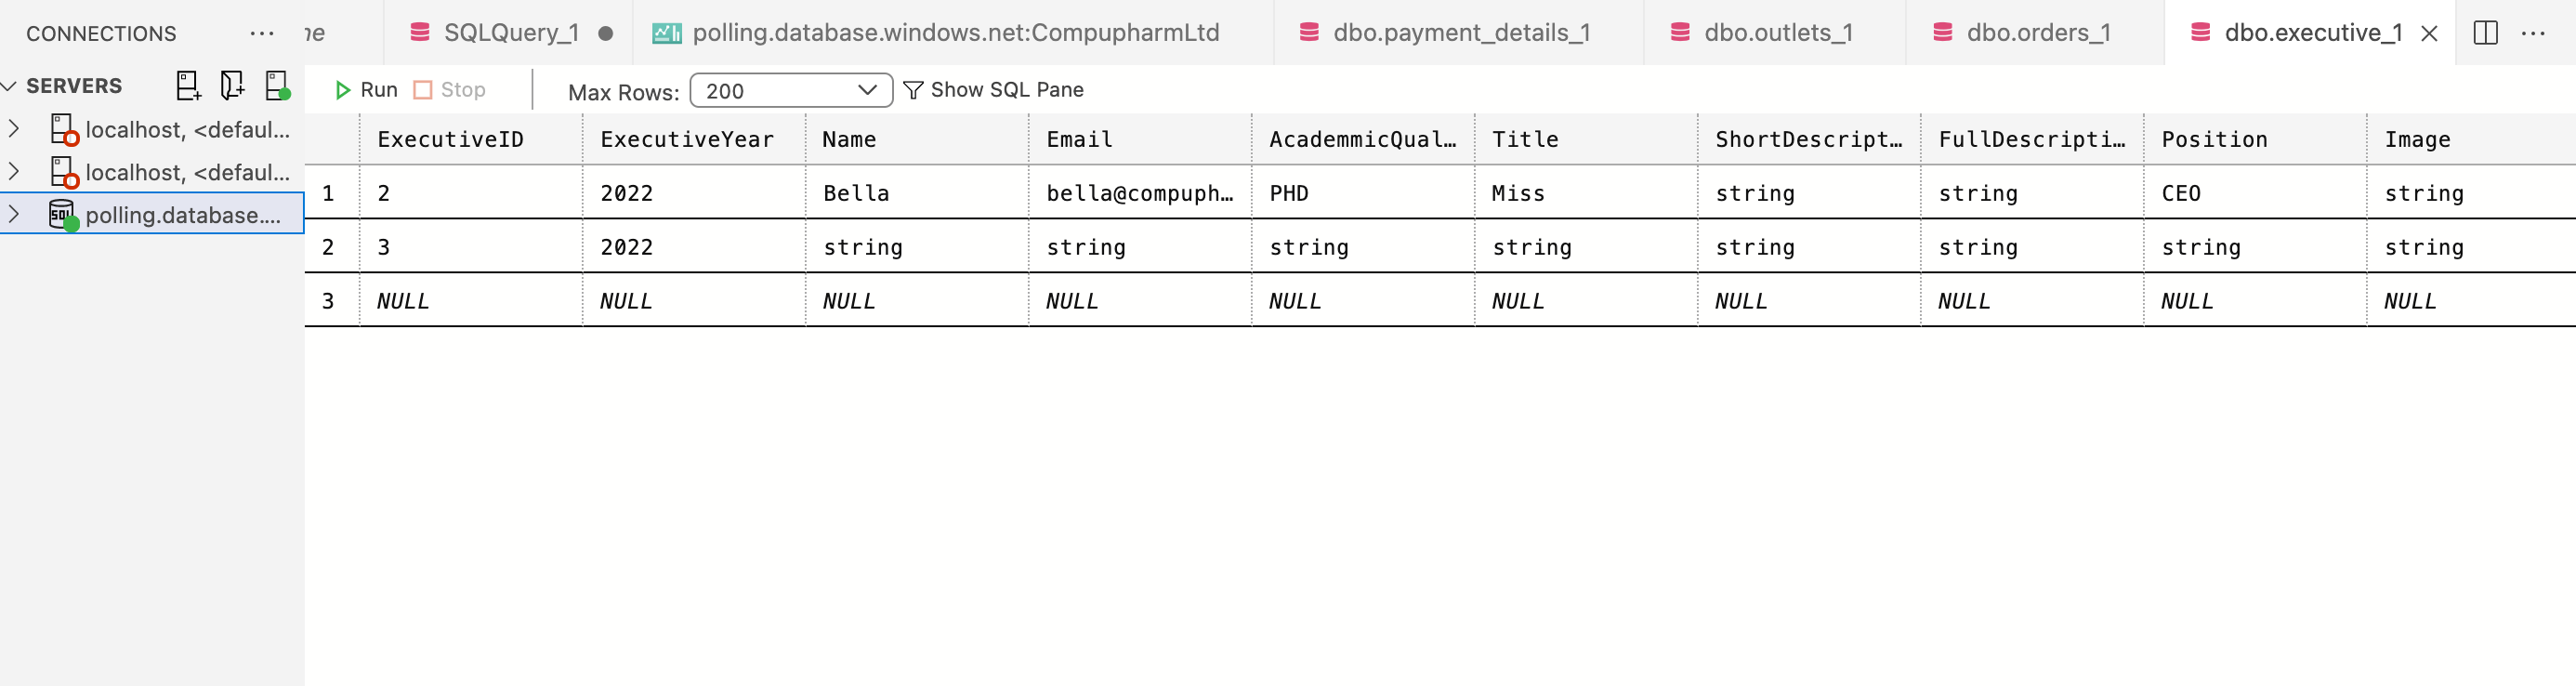 CONNECTIONS ··· ne SQLQuery_1 polling.database.windows.net:CompupharmLtd dbo.payment_details_1 dbo.outlets_1 dbo.orders_1 dbo.executive_1 ···
SERVERS
Run Stop Max Rows: 200 Show SQL Pane
localhost, <defaul...
localhost, <defaul...
polling.database....
ExecutiveID ExecutiveYear Name Email AcademmicQual… Title ShortDescript… FullDescripti… Position Image
1 2 2022 Bella bella@compuph… PHD Miss string string CEO string
2 3 2022 string string string string string string string string
3 NULL NULL NULL NULL NULL NULL NULL NULL NULL NULL